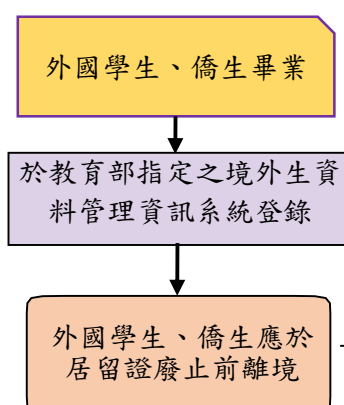 外國學生、僑生畢業
於教育部指定之境外生資
料管理資訊系統登錄
外國學生、僑生應於
居留證廢止前離境